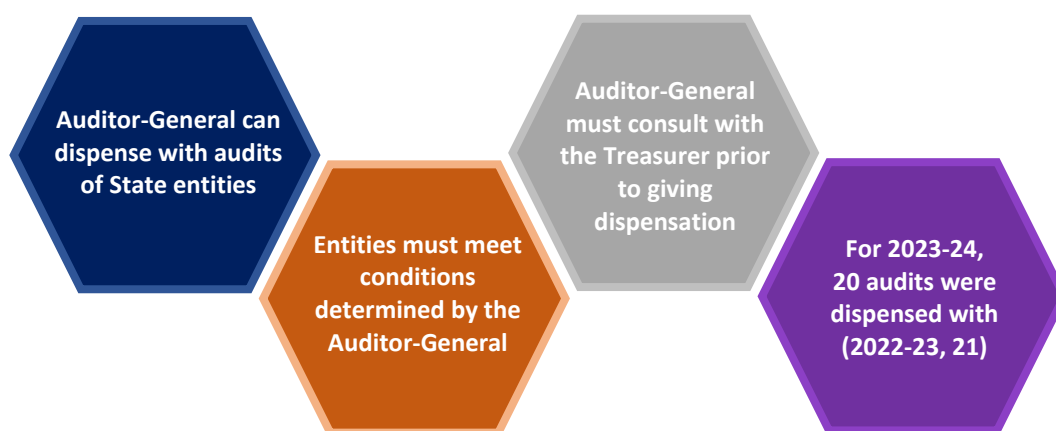 Auditor-General can
dispense with audits
of State entities
Entities must meet
conditions
determined by the
Auditor-General
Auditor-General
must consult with
the Treasurer prior
to giving
dispensation
For 2023-24,
20 audits were
dispensed with
(2022-23, 21)